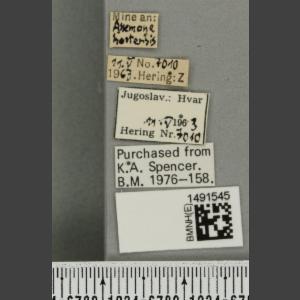 Mine an:
Anemone
hortensis
11.V No. 7010
1963. Hering: Z
Jugoslav.: Hvar
11.V 1963
Hering Nr. 7010
Purchased from
K.A. Spencer.
B.M. 1976-158.
1491545
BMNH(E)